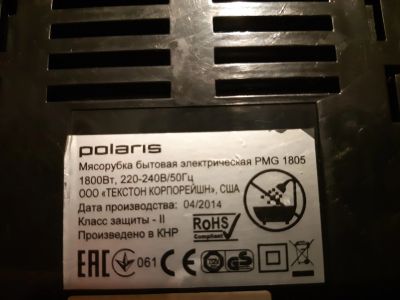 polaris
Мясорубка бытовая электрическая PMG 1805
1800Вт, 220-240В/50Гц
ООО «ТЕКСТОН КОРПОРЕЙШН», США
Дата производства: 04/2014
Класс защиты - II
Произведено в КНР
RoHS
Compliant
EAC 061 CE GS